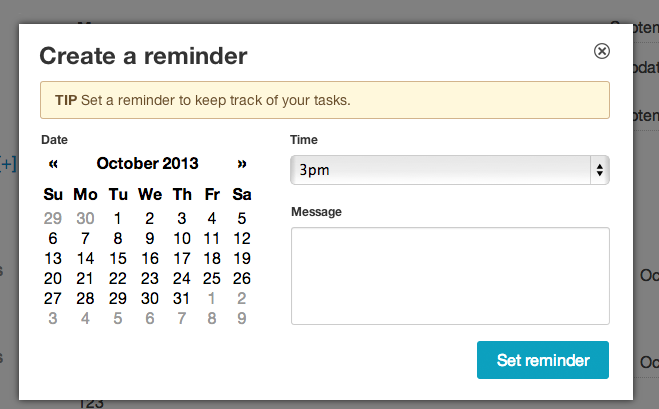 Create a reminder
TIP Set a reminder to keep track of your tasks.
Date
« October 2013 »
Su Mo Tu We Th Fr Sa
29 30 1 2 3 4 5
6 7 8 9 10 11 12
13 14 15 16 17 18 19
20 21 22 23 24 25 26
27 28 29 30 31 1 2
3 4 5 6 7 8 9
Time
3pm
Message
Set reminder
[+]
123